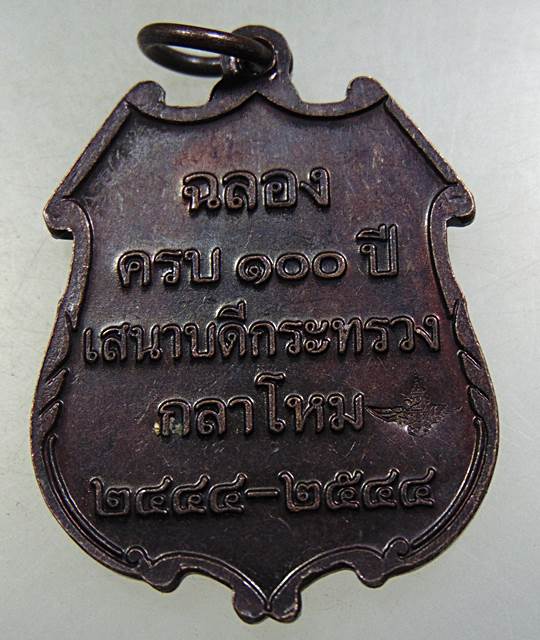 ฉลอง
ครบ ๑๐๐ ปี
เสนาบดีกระทรวง
กลาโหม
๒๔๔๔-๒๕๔๔